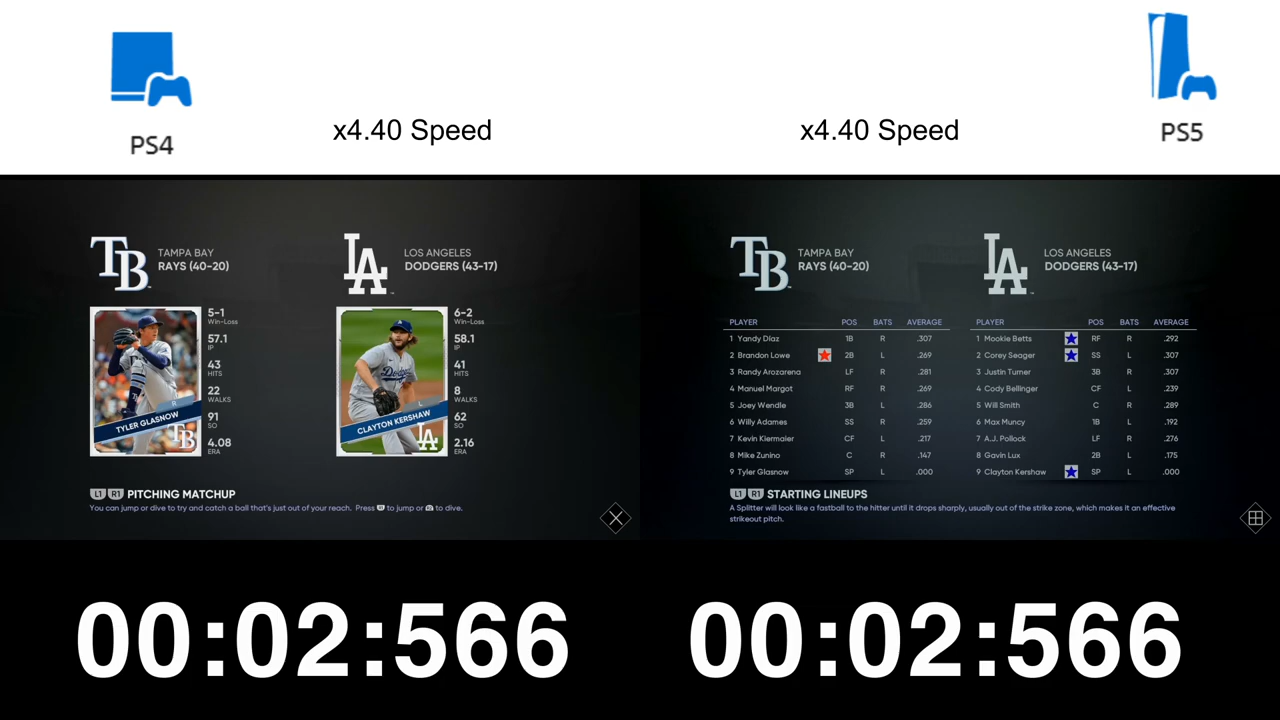 PS4
x4.40 Speed
x4.40 Speed
PS5
TB
TAMPA BAY
RAYS (40-20)
LA
LOS ANGELES
DODGERS (43-17)
5-1
Win-Loss
57.1
IP
43
HITS
22
WALKS
91
SO
4.08
ERA
R
TYLER GLASNOW
TB
6-2
Win-Loss
58.1
IP
41
HITS
8
WALKS
62
SO
2.16
ERA
Dodgers
L
CLAYTON KERSHAW
LA
L1 R1 PITCHING MATCHUP
You can jump or dive to try and catch a ball that's just out of your reach. Press to jump or to dive.
TB
TAMPA BAY
RAYS (40-20)
LA
LOS ANGELES
DODGERS (43-17)
PLAYER POS BATS AVERAGE
1 Yandy Díaz 1B R .307
2 Brandon Lowe 2B L .269
3 Randy Arozarena LF R .281
4 Manuel Margot RF R .269
5 Joey Wendle 3B L .286
6 Willy Adames SS R .259
7 Kevin Kiermaier CF L .217
8 Mike Zunino C R .147
9 Tyler Glasnow SP L .000
PLAYER POS BATS AVERAGE
1 Mookie Betts RF R .292
2 Corey Seager SS L .307
3 Justin Turner 3B R .307
4 Cody Bellinger CF L .239
5 Will Smith C R .289
6 Max Muncy 1B L .192
7 A.J. Pollock LF R .276
8 Gavin Lux 2B L .175
9 Clayton Kershaw SP L .000
L1 R1 STARTING LINEUPS
A Splitter will look like a fastball to the hitter until it drops sharply, usually out of the strike zone, which makes it an effective
strikeout pitch.
00:02:566
00:02:566